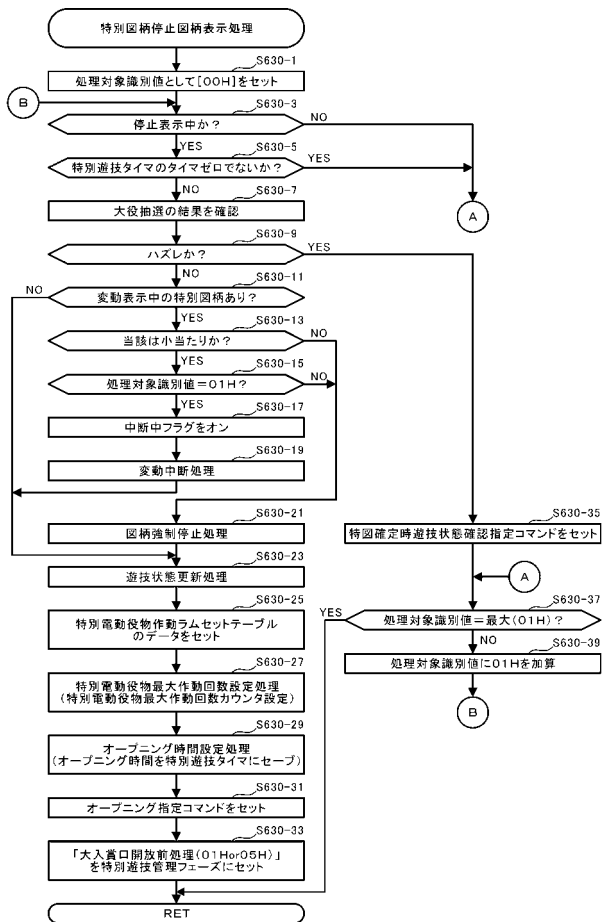 特別図柄停止図柄表示処理
S630-1
処理対象識別値として[00H]をセット
B
S630-3
停止表示中か?
NO
YES
S630-5
特別遊技タイマのタイマゼロでないか?
YES
NO
A
S630-7
大役抽選の結果を確認
S630-9
ハズレか?
YES
NO
S630-11
NO
変動表示中の特別図柄あり?
YES
S630-13
当該は小当たりか?
NO
YES
S630-15
処理対象識別値=01H?
NO
YES
S630-17
中断中フラグをオン
S630-19
変動中断処理
S630-21
図柄強制停止処理
S630-35
特図確定時遊技状態確認指定コマンドをセット
S630-23
遊技状態更新処理
A
S630-25
特別電動役物作動ラムセットテーブル
のデータをセット
S630-37
YES
処理対象識別値=最大(01H)?
NO
S630-39
処理対象識別値に01Hを加算
B
S630-27
特別電動役物最大作動回数設定処理
(特別電動役物最大作動回数カウンタ設定)
S630-29
オープニング時間設定処理
(オープニング時間を特別遊技タイマにセーブ)
S630-31
オープニング指定コマンドをセット
S630-33
「大入賞口開放前処理(01Hor05H)」
を特別遊技管理フェーズにセット
RET